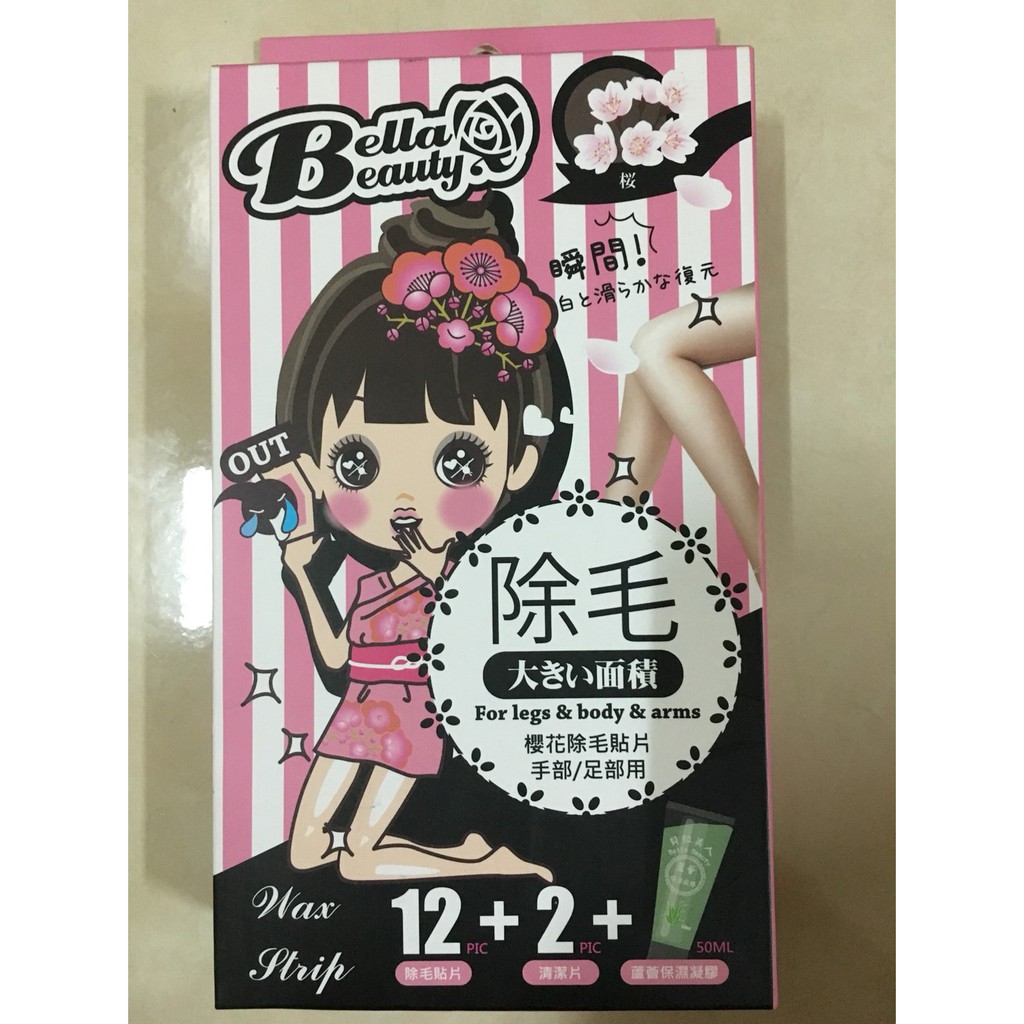 Bella
Beauty
桜
瞬間!
白と滑らかな復元
OUT
除毛
大きい面積
For legs & body & arms
櫻花除毛貼片
手部/足部用
Wax
Strip
12 PIC + 2 PIC + 50ML
除毛貼片 清潔片 蘆薈保濕凝膠